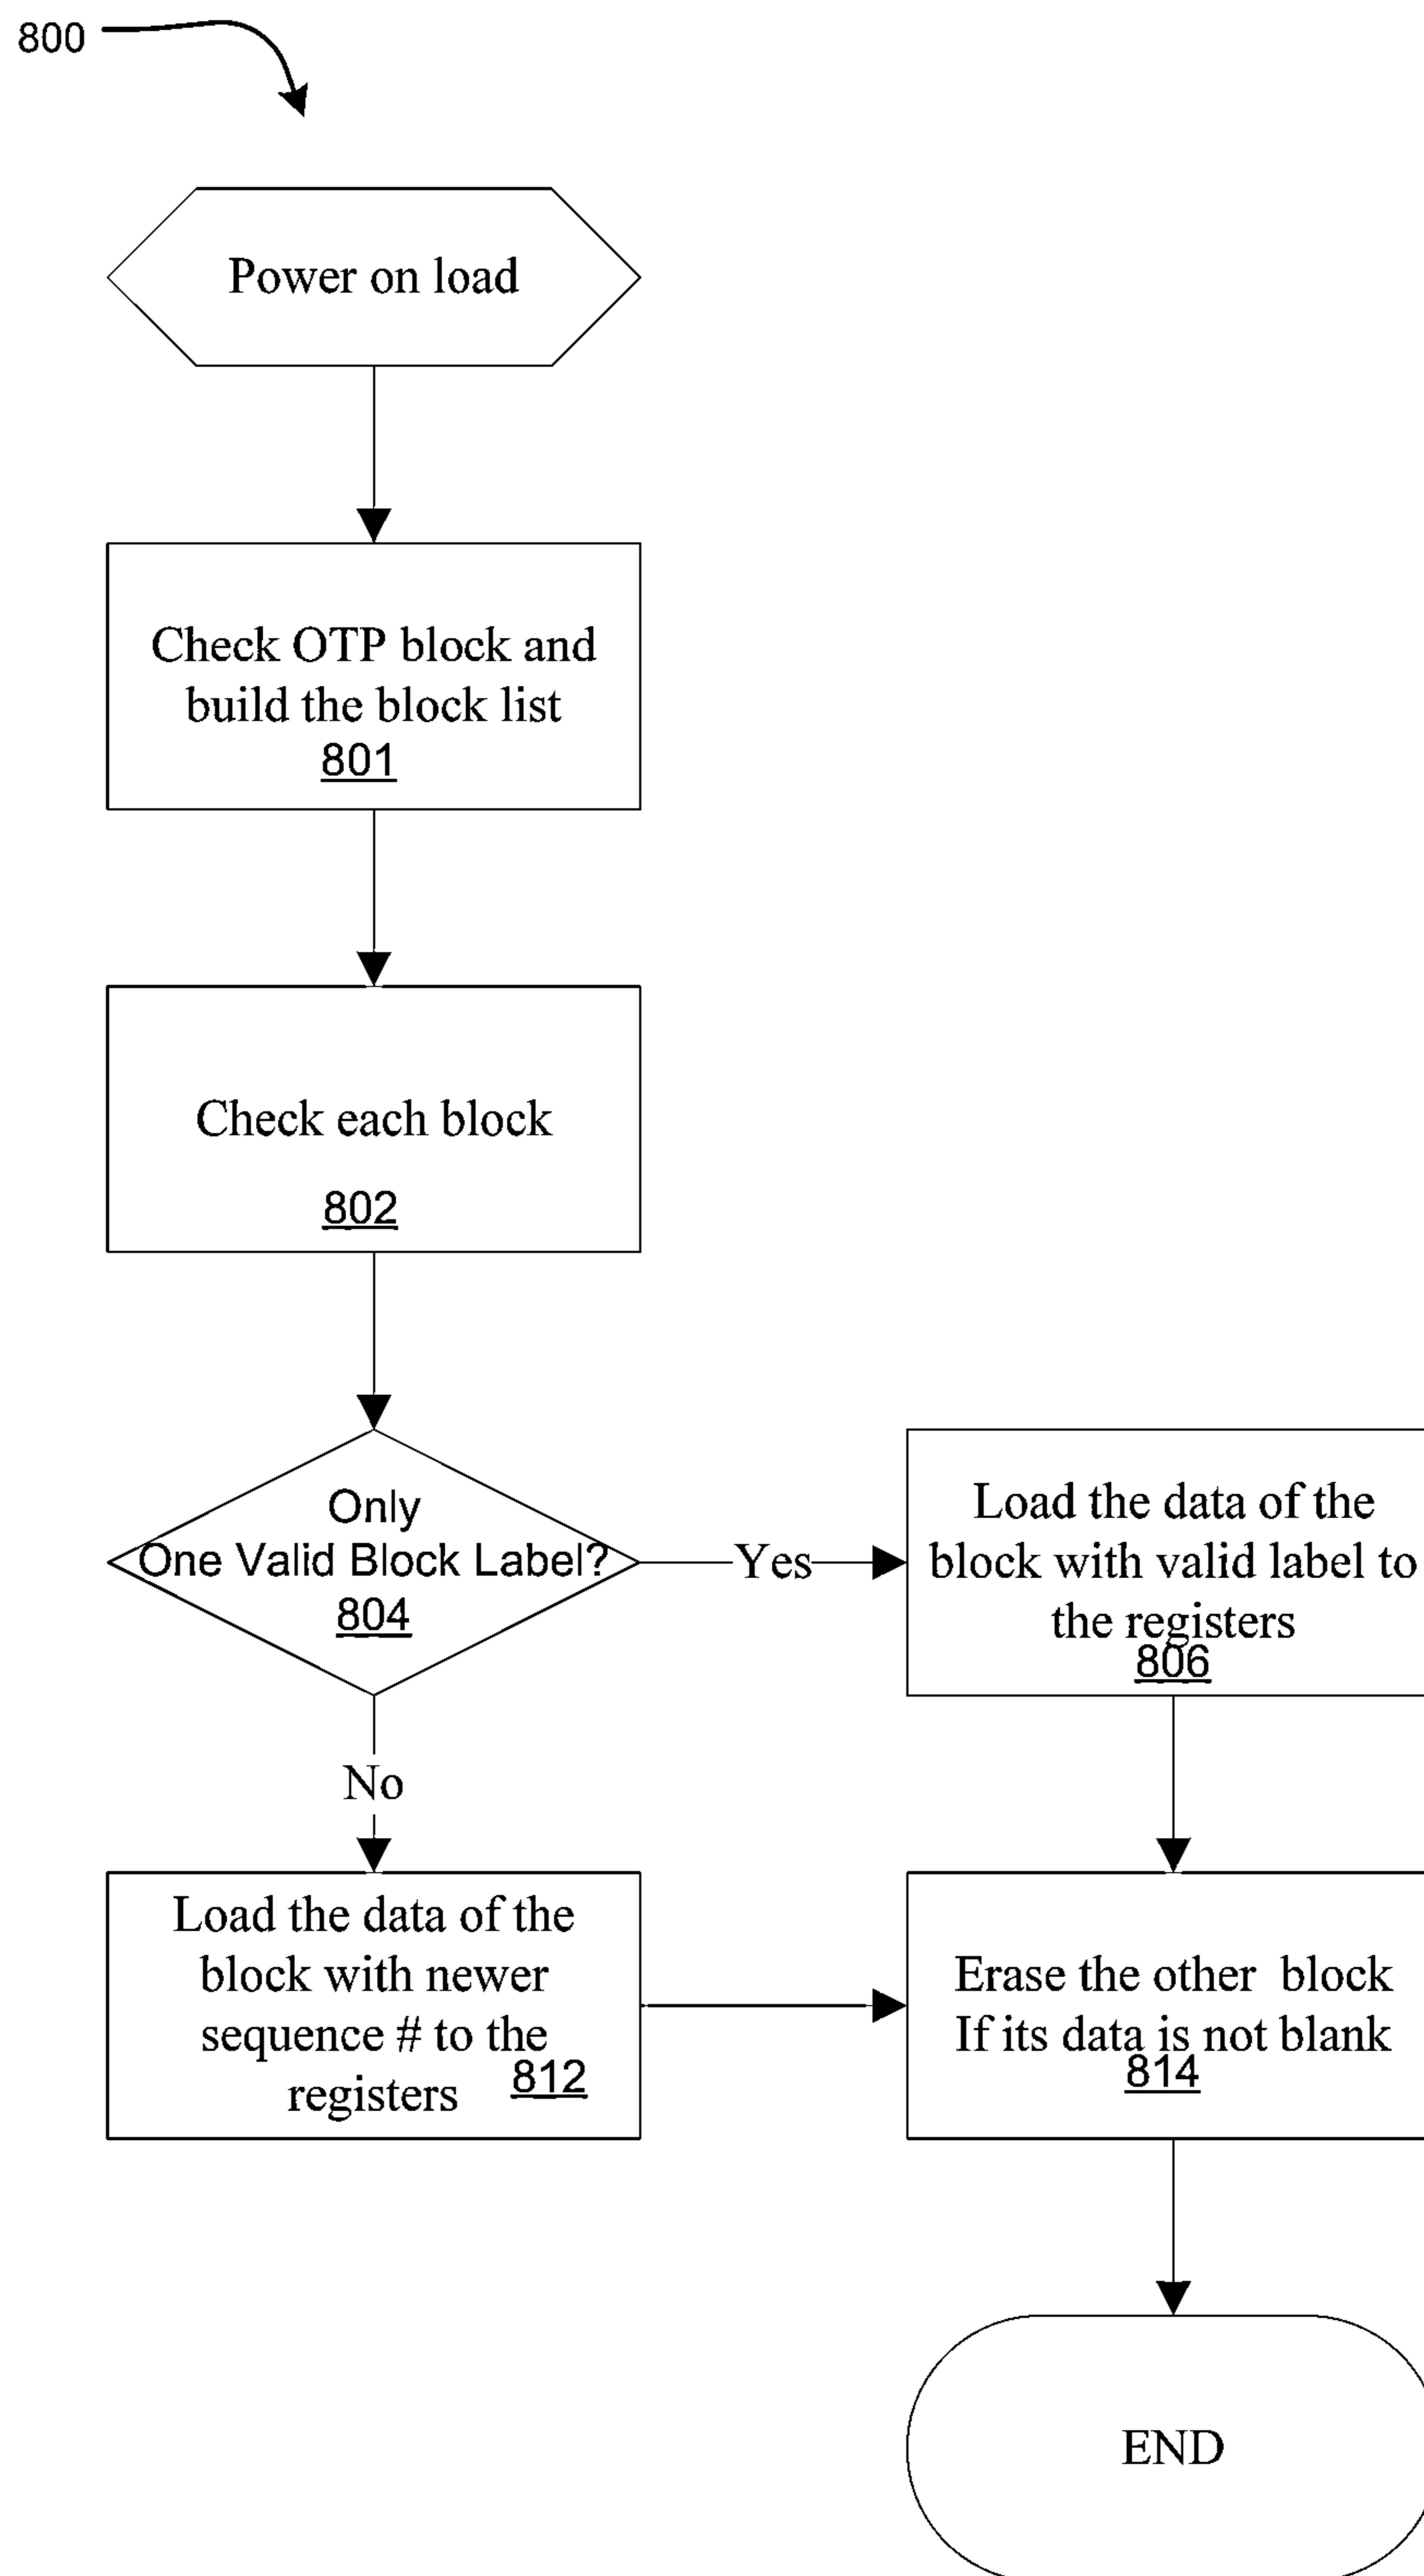 800
Power on load
Check OTP block and
build the block list
801
Check each block
802
Only
One Valid Block Label?
804
Yes
Load the data of the
block with valid label to
the registers
806
No
Load the data of the
block with newer
sequence # to the
registers 812
Erase the other block
If its data is not blank
814
END